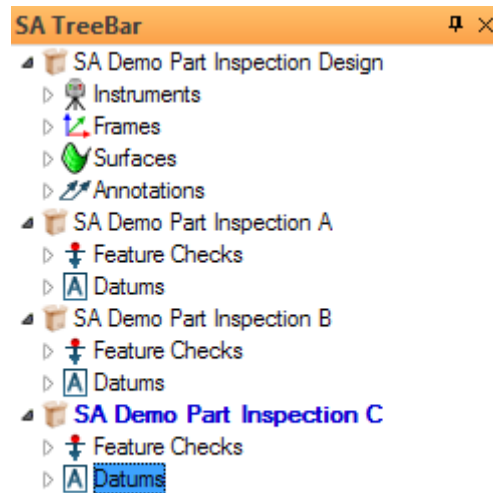 SA TreeBar
SA Demo Part Inspection Design
Instruments
Frames
Surfaces
Annotations
SA Demo Part Inspection A
Feature Checks
A Datums
SA Demo Part Inspection B
Feature Checks
A Datums
SA Demo Part Inspection C
Feature Checks
A Datums